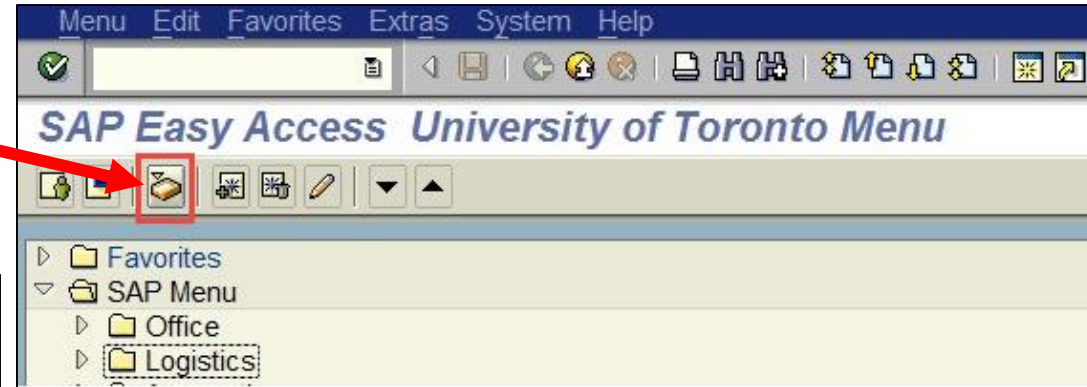 Menu Edit Favorites Extras System Help
SAP Easy Access University of Toronto Menu
Favorites
SAP Menu
Office
Logistics